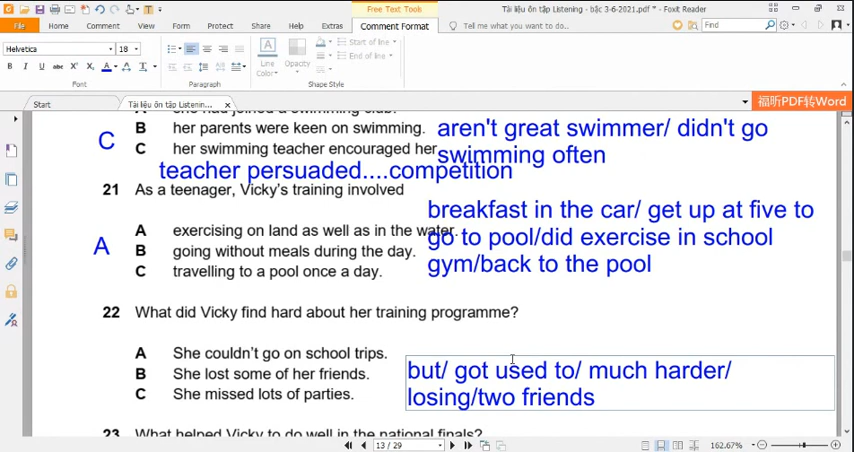 Free Text Tools
Tài liệu ôn tập Listening - bậc 3-6-2021.pdf * - Foxit Reader
File Home Comment View Form Protect Share Help Extras Comment Format Tell me what you want to do... Find
Helvetica 18
Start of line
End of line
Line Color Opacity
Font Paragraph Shape Style
Start Tài liệu ôn tập Listenin... 福昕PDF转Word
A she had joined a swimming club.
B her parents were keen on swimming. aren't great swimmer/ didn't go
C
C her swimming teacher encouraged her swimming often
teacher persuaded....competition
21 As a teenager, Vicky's training involved
breakfast in the car/ get up at five to
A exercising on land as well as in the water. go to pool/did exercise in school
A
B going without meals during the day.
C travelling to a pool once a day. gym/back to the pool
22 What did Vicky find hard about her training programme?
A She couldn't go on school trips.
B She lost some of her friends. but/ got used to/ much harder/
C She missed lots of parties. losing/two friends
23 What helped Vicky to do well in the national finals?
13 / 29 162.67%